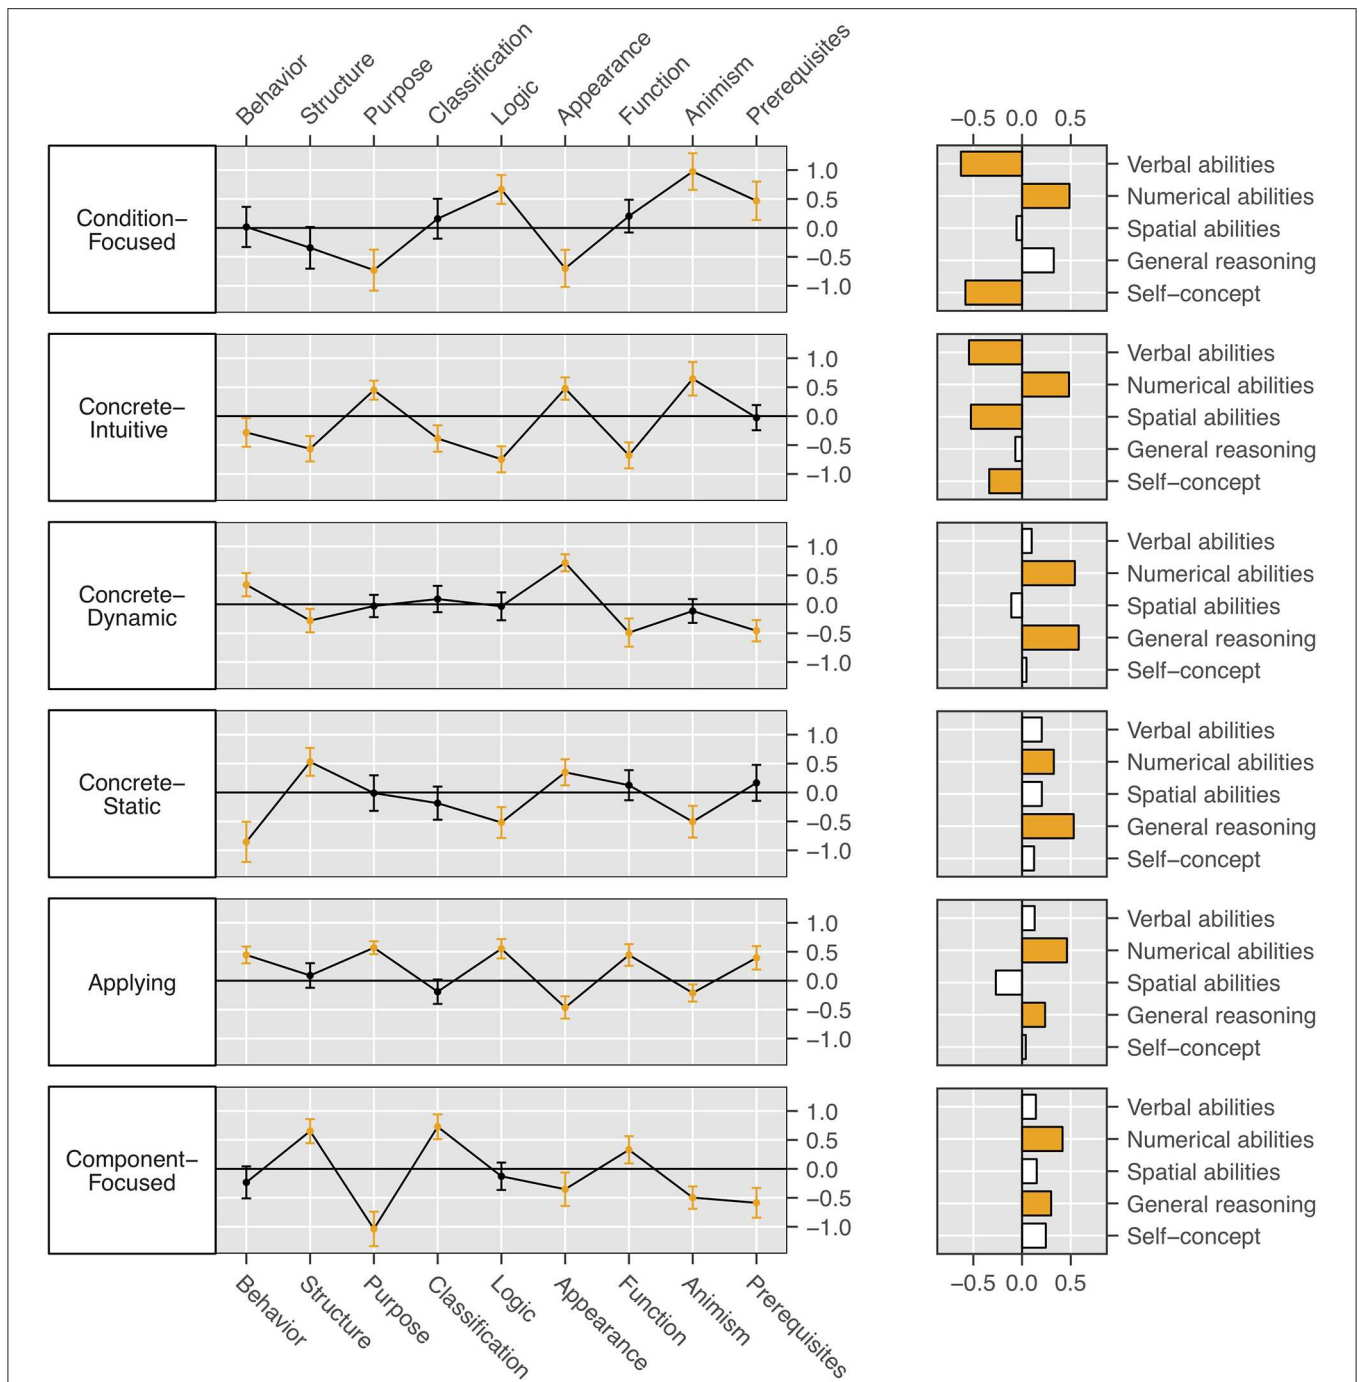 Behavior
Structure
Purpose
Classification
Logic
Appearance
Function
Animism
Prerequisites
−0.5 0.0 0.5
Condition−
Focused
1.0
0.5
0.0
−0.5
−1.0
Verbal abilities
Numerical abilities
Spatial abilities
General reasoning
Self−concept
Concrete−
Intuitive
1.0
0.5
0.0
−0.5
−1.0
Verbal abilities
Numerical abilities
Spatial abilities
General reasoning
Self−concept
Concrete−
Dynamic
1.0
0.5
0.0
−0.5
−1.0
Verbal abilities
Numerical abilities
Spatial abilities
General reasoning
Self−concept
Concrete−
Static
1.0
0.5
0.0
−0.5
−1.0
Verbal abilities
Numerical abilities
Spatial abilities
General reasoning
Self−concept
Applying
1.0
0.5
0.0
−0.5
−1.0
Verbal abilities
Numerical abilities
Spatial abilities
General reasoning
Self−concept
Component−
Focused
1.0
0.5
0.0
−0.5
−1.0
Verbal abilities
Numerical abilities
Spatial abilities
General reasoning
Self−concept
Behavior
Structure
Purpose
Classification
Logic
Appearance
Function
Animism
Prerequisites
−0.5 0.0 0.5